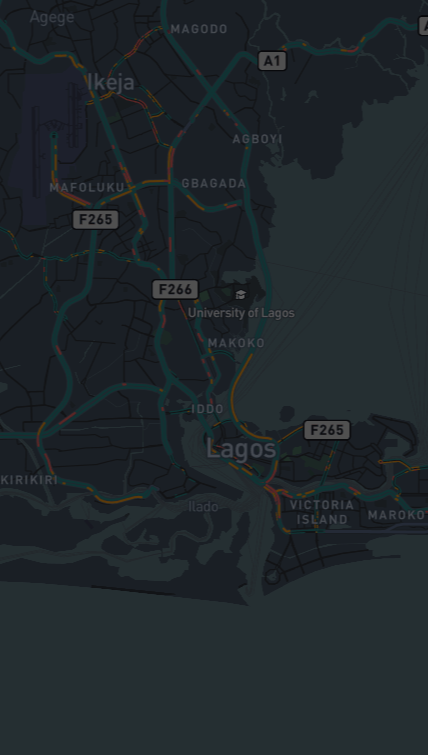 Agege
MAGODO
A1
Ikeja
AGBOYI
MAFOLUKU
GBAGADA
F265
F266
University of Lagos
MAKOKO
IDDO
F265
Lagos
KIRIKIRI
Ilado
VICTORIA
ISLAND
MAROKO